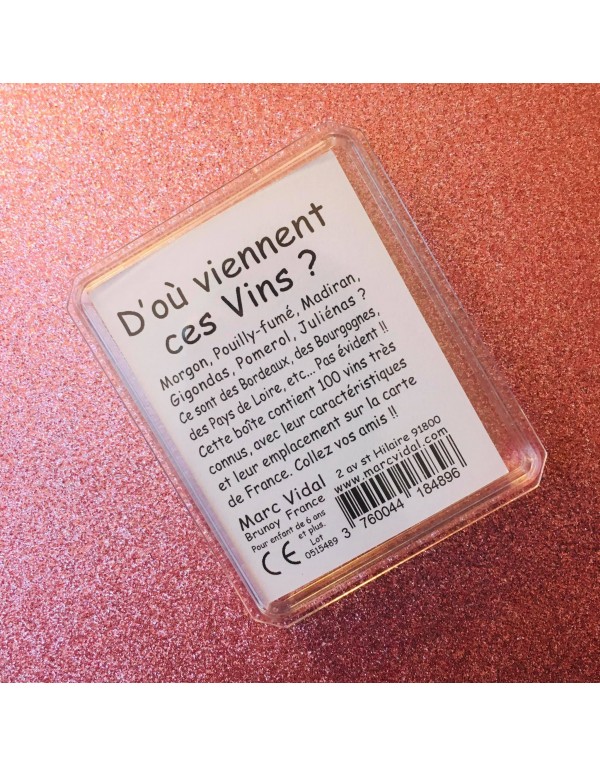 D'où viennent
ces Vins ?
Morgon, Pouilly-fumé, Madiran,
Gigondas, Pomerol, Juliénas ?
Ce sont des Bordeaux, des Bourgognes,
des Pays de Loire, etc... Pas évident !!
Cette boîte contient 100 vins très
connus, avec leur caractéristiques
et leur emplacement sur la carte
de France. Collez vos amis !!
Marc Vidal
Brunoy France
Pour enfant de 6 ans
et plus.
Lot
0515489
CE
2 av st Hilaire 91800
www.marcvidal.com
3 760044 184896